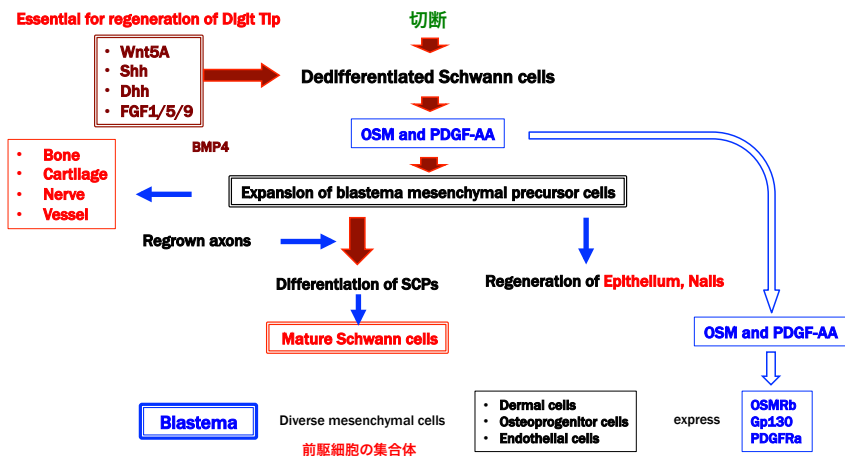 Essential for regeneration of Digit Tip
切断
• Wnt5A
• Shh
• Dhh
• FGF1/5/9
Dedifferentiated Schwann cells
OSM and PDGF-AA
BMP4
• Bone
• Cartilage
• Nerve
• Vessel
Expansion of blastema mesenchymal precursor cells
Regrown axons
Differentiation of SCPs
Regeneration of Epithelium, Nails
Mature Schwann cells
OSM and PDGF-AA
Blastema
Diverse mesenchymal cells
前駆細胞の集合体
• Dermal cells
• Osteoprogenitor cells
• Endothelial cells
express
OSMRb
Gp130
PDGFRa